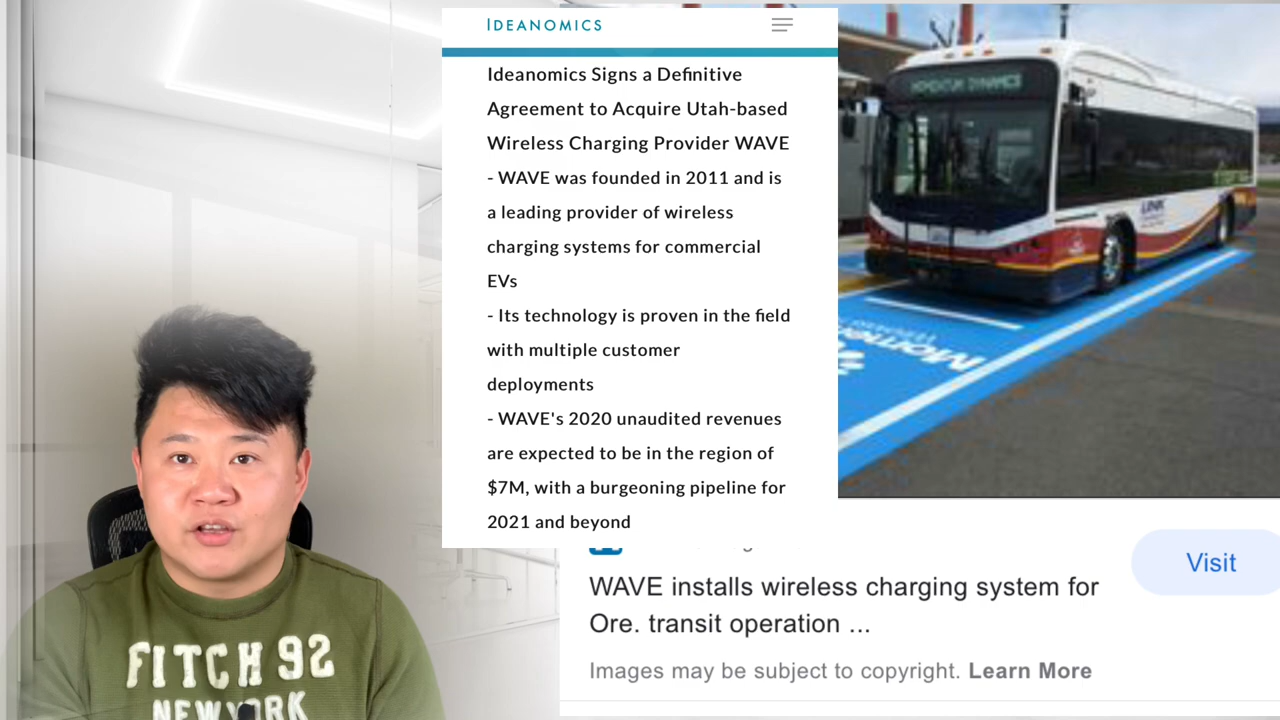 IDEANOMICS
Ideanomics Signs a Definitive
Agreement to Acquire Utah-based
Wireless Charging Provider WAVE
- WAVE was founded in 2011 and is
a leading provider of wireless
charging systems for commercial
EVs
- Its technology is proven in the field
with multiple customer
deployments
- WAVE's 2020 unaudited revenues
are expected to be in the region of
$7M, with a burgeoning pipeline for
2021 and beyond
MOMENTUM DYNAMICS
LINK
Visit
WAVE installs wireless charging system for
Ore. transit operation ...
Images may be subject to copyright. Learn More
FITCH 92
NEW YORK